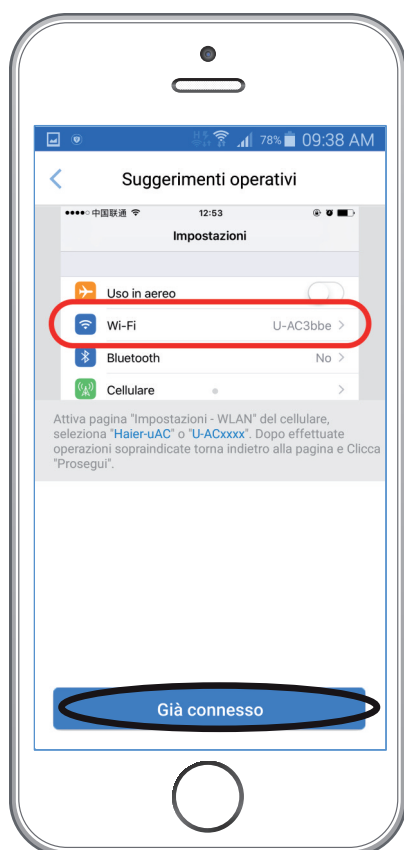 78% 09:38 AM
Suggerimenti operativi
中国联通 12:53
Impostazioni
Uso in aereo
Wi-Fi U-AC3bbe
Bluetooth No
Cellulare
Attiva pagina "Impostazioni - WLAN" del cellulare,
seleziona "Haier-uAC" o "U-ACxxxx". Dopo effettuate
operazioni sopraindicate torna indietro alla pagina e Clicca
"Prosegui".
Già connesso